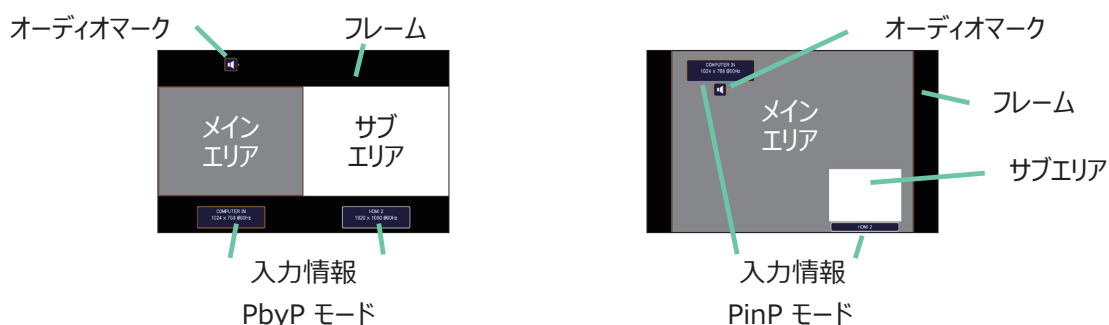 オーディオマーク
フレーム
メイン
エリア
サブ
エリア
COMPUTER IN
1024 x 768 @60Hz
HDMI 2
1920 x 1080 @60Hz
入力情報
PbyP モード
オーディオマーク
COMPUTER IN
1024 x 768 @60Hz
メイン
エリア
フレーム
サブエリア
HDMI 2
入力情報
PinP モード